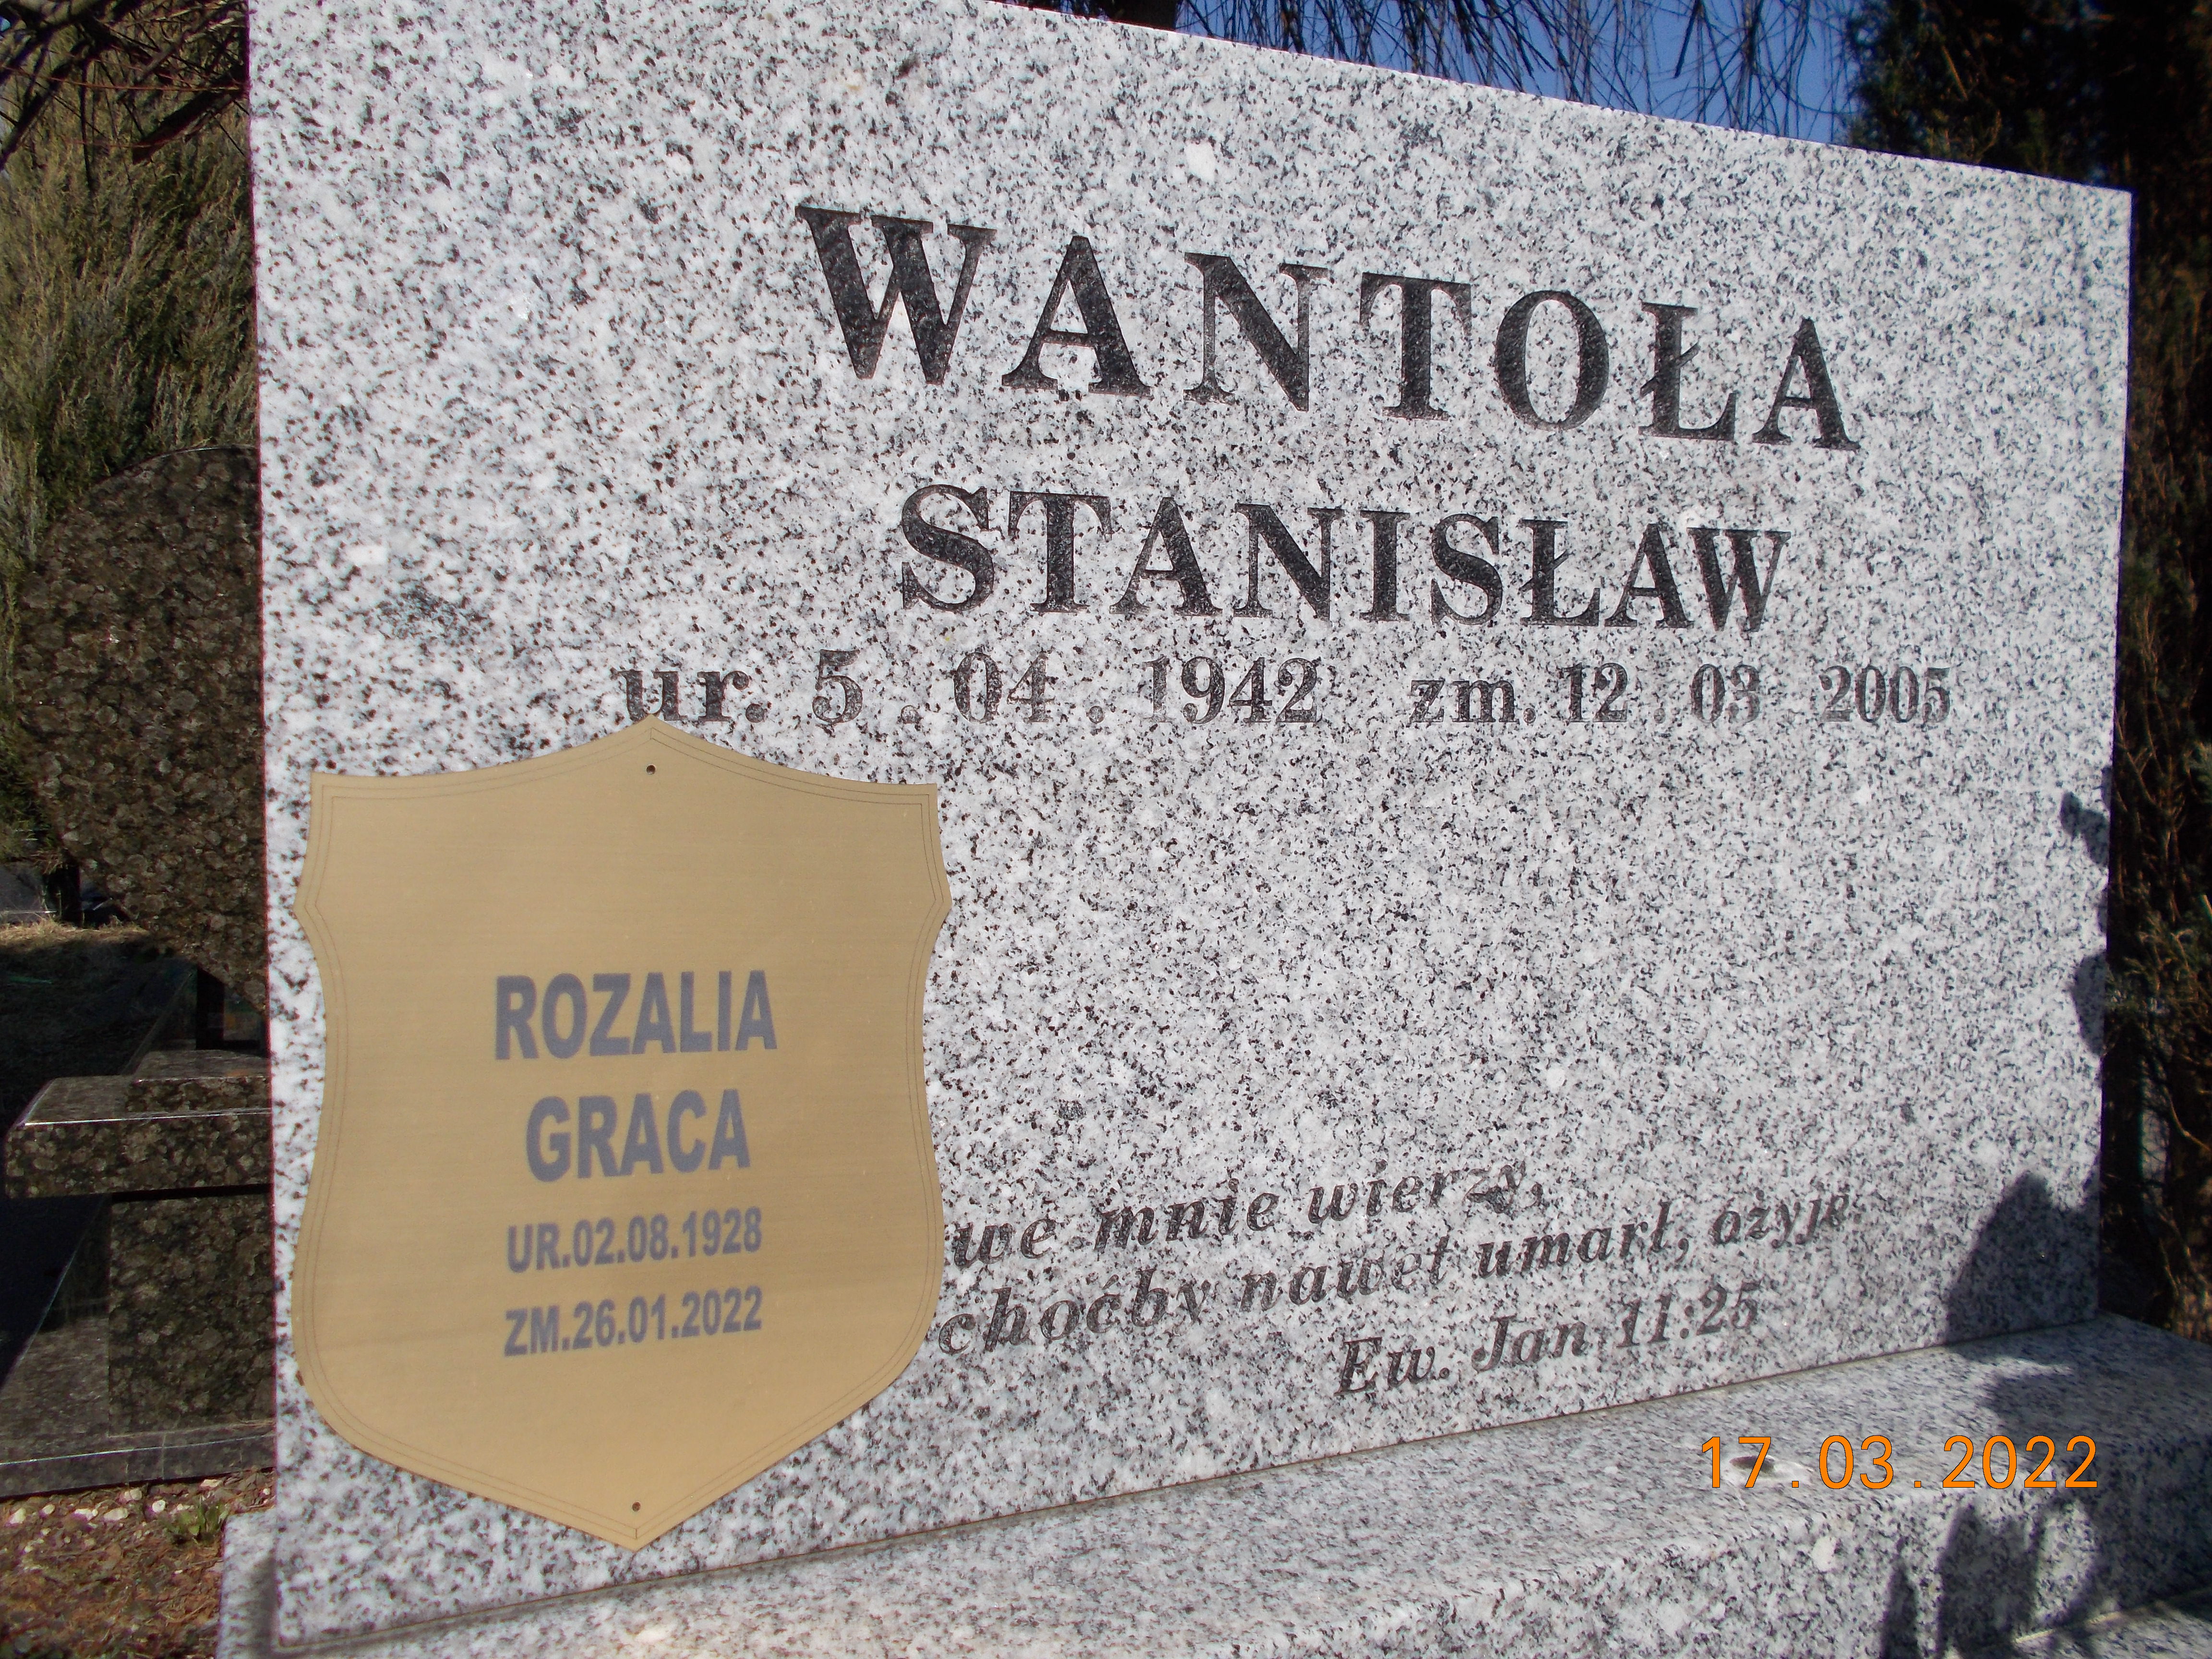 WANTOŁA
STANISŁAW
ur. 5. 04. 1942 zm. 12. 03 2005
ROZALIA
GRACA
UR.02.08.1928
ZM.26.01.2022
we mnie wierzy,
choćby nawet umarł, ożyje.
Ew. Jan 11:25
17.03.2022